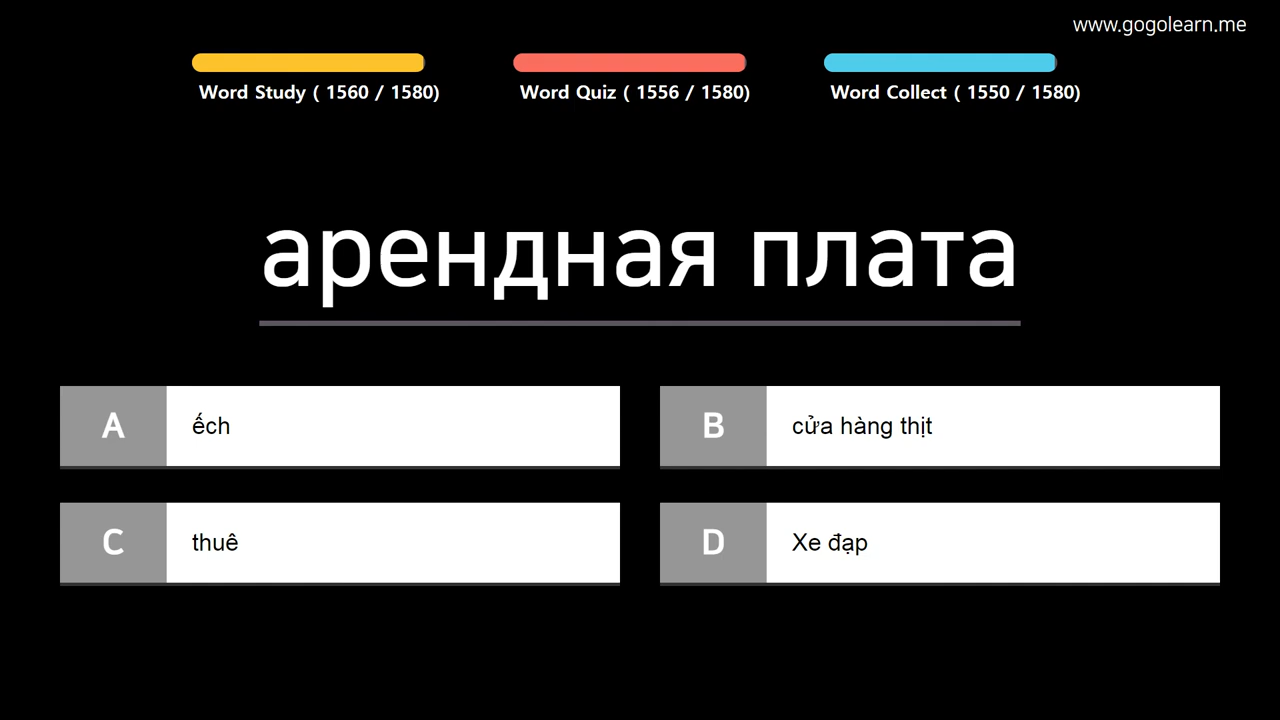 www.gogolearn.me
Word Study ( 1560 / 1580)
Word Quiz ( 1556 / 1580)
Word Collect ( 1550 / 1580)
арендная плата
A ếch
B cửa hàng thịt
C thuê
D Xe đạp